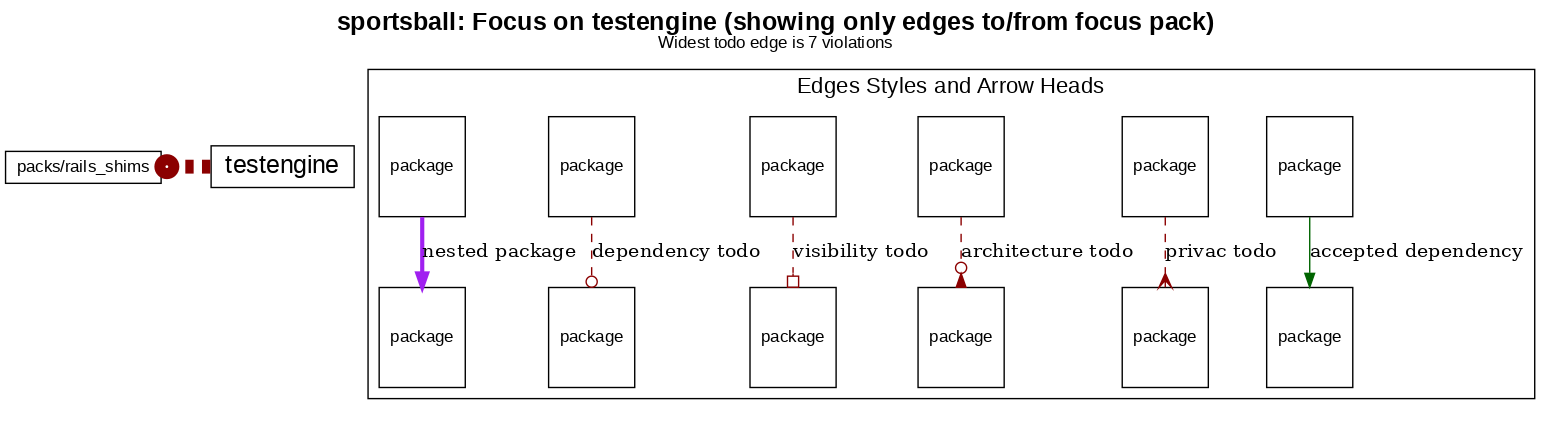 sportsball: Focus on testengine (showing only edges to/from focus pack)
Widest todo edge is 7 violations
Edges Styles and Arrow Heads
packs/rails_shims
testengine
package package package package package package
nested package dependency todo visibility todo architecture todo privac todo accepted dependency
package package package package package package